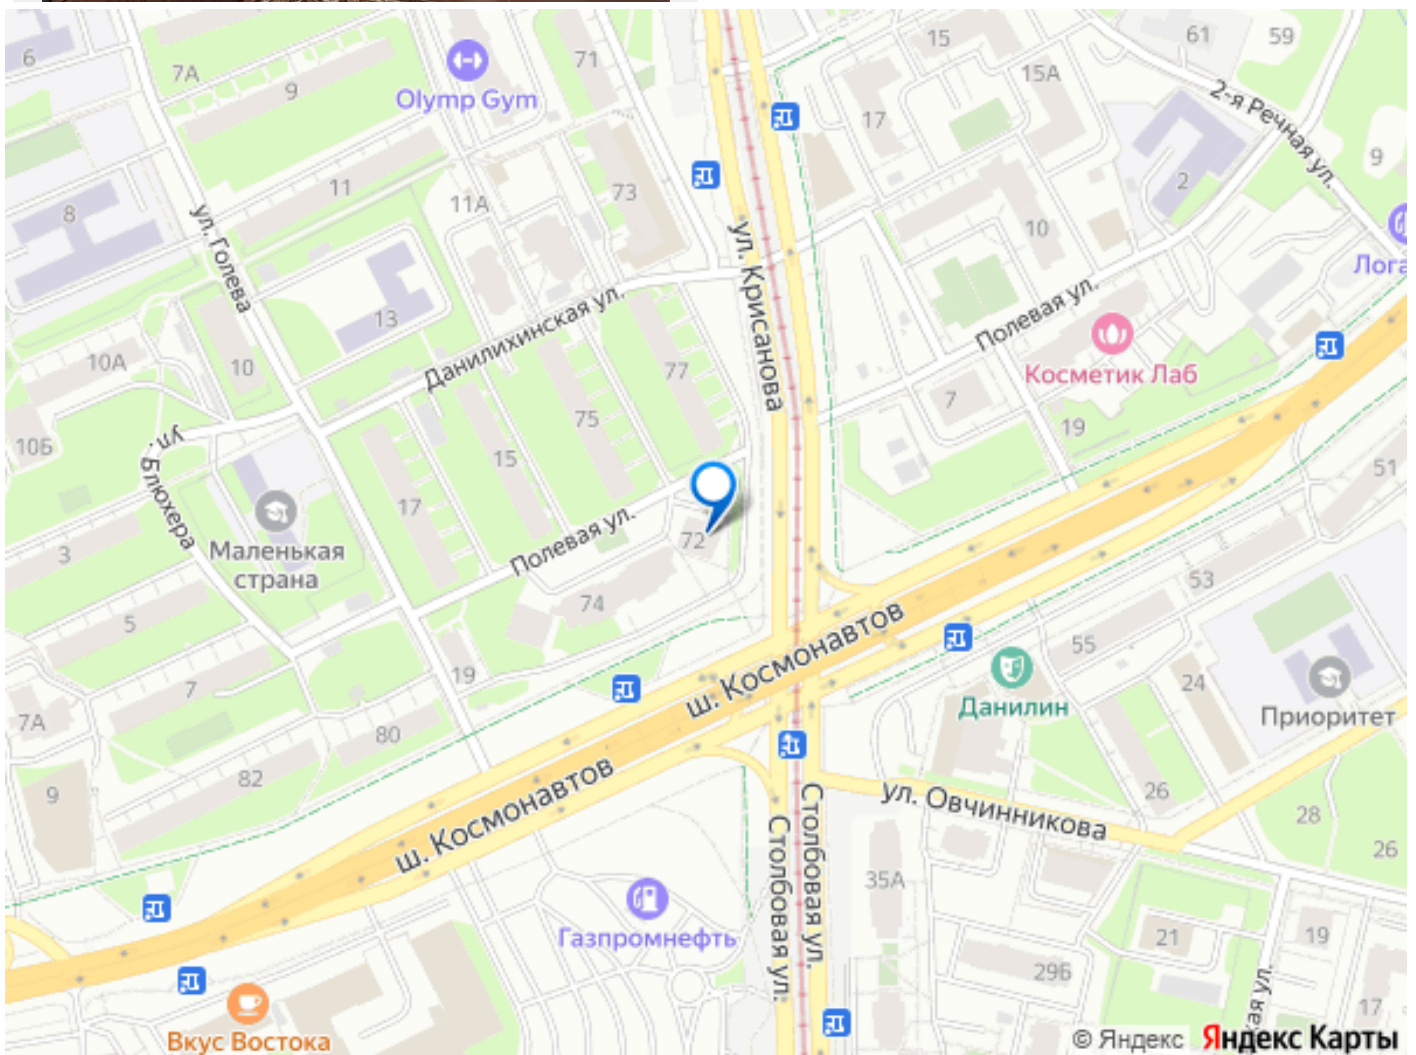 6
7А
9
Olymp Gym
71
15
15А
61
59
2-я Речная ул.
17
9
2
8
11
11А
73
10
ул. Голева
ул. Крисанова
Лога
13
Данилихинская ул.
Полевая ул.
Косметик Лаб
10А
10
77
75
7
19
10Б
ул. Блюхера
15
17
51
72
Маленькая
страна
3
Полевая ул.
74
5
53
55
19
7
ш. Космонавтов
Данилин
24
Приоритет
7А
80
82
9
26
ул. Овчинникова
28
26
ш. Космонавтов
Столбовая ул.
Столбовая ул.
35А
Газпромнефть
21
19
29Б
кая ул.
17
Вкус Востока
© Яндекс Яндекс Карты